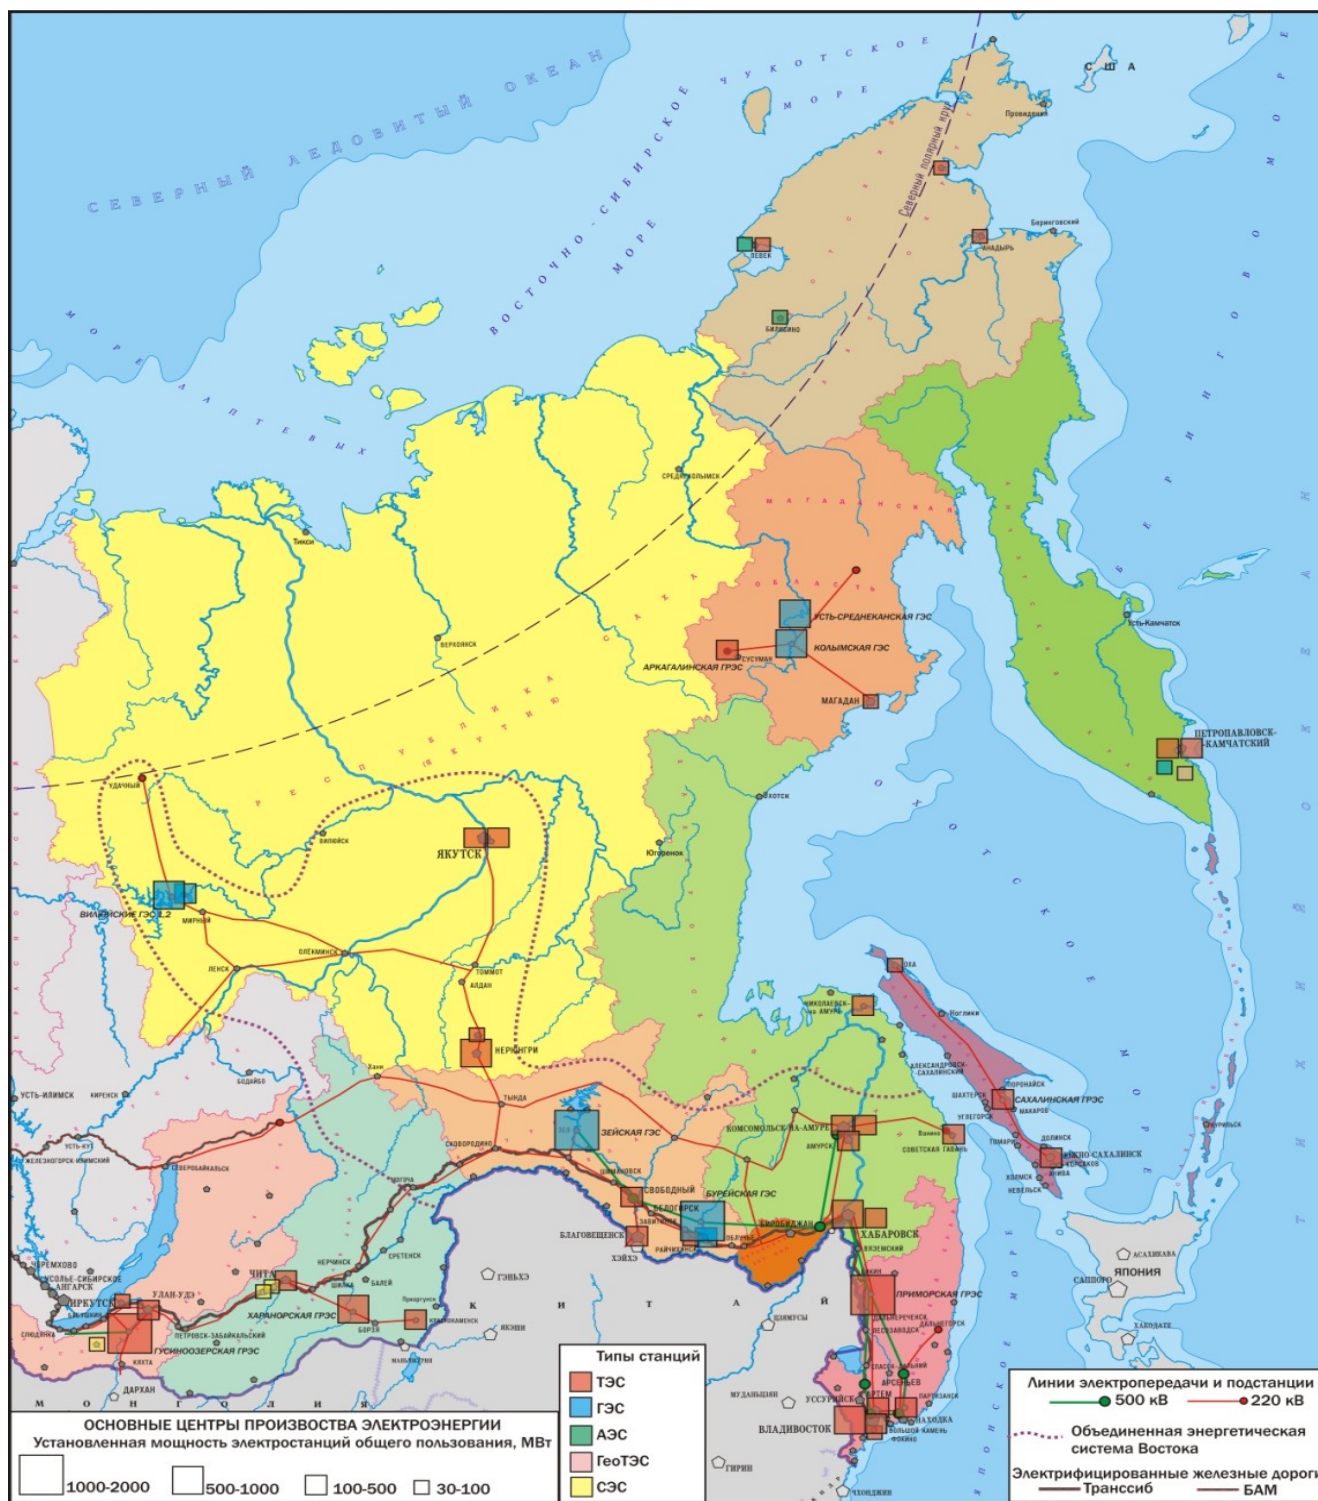 СЕВЕРНЫЙ ЛЕДОВИТЫЙ ОКЕАН
ЧУКОТСКОЕ
МОРЕ
США
Провидения
Северный полярный круг
ВОСТОЧНО-СИБИРСКОЕ
МОРЕ
БЕРИНГОВО МОРЕ
Беринговский
АНАДЫРЬ
ПЕВЕК
БИЛИБИНО
МОРЕ ЛАПТЕВЫХ
СРЕДНЕКОЛЫМСК
Тикси
МАГАДАНСКАЯ
ОБЛАСТЬ
РЕСПУБЛИКА САХА
(ЯКУТИЯ)
ВЕРХОЯНСК
УСТЬ-СРЕДНЕКАНСКАЯ ГЭС
КОЛЫМСКАЯ ГЭС
СУСУМАН
АРКАГАЛИНСКАЯ ГРЭС
МАГАДАН
Усть-Камчатск
ПЕТРОПАВЛОВСК-
-КАМЧАТСКИЙ
УДАЧНЫЙ
ОХОТСК
ВИЛЮЙСК
ЯКУТСК
Югоренок
ОХОТСКОЕ МОРЕ
ТИХИЙ ОКЕАН
ВИЛЮЙСКИЕ ГЭС 1,2
МИРНЫЙ
ОЛЁКМИНСК
ЛЕНСК
ТОММОТ
АЛДАН
ОХА
НИКОЛАЕВСК-
на АМУРЕ
Ноглики
НЕРЮНГРИ
АЛЕКСАНДРОВСК-
САХАЛИНСКИЙ
Хани
БОДАЙБО
УСТЬ-ИЛИМСК
КИРЕНСК
ТЫНДА
ПОРОНАЙСК
ШАХТЕРСК
САХАЛИНСКАЯ ГРЭС
МАКАРОВ
УГЛЕГОРСК
КУРИЛЬСК
УСТЬ-КУТ
ЖЕЛЕЗНОГОРСК-ИЛИМСКИЙ
СЕВЕРОБАЙКАЛЬСК
СКОВОРОДИНО
ЗЕЯ
ЗЕЙСКАЯ ГЭС
КОМСОМОЛЬСК-НА-АМУРЕ
АМУРСК
Ванино
СОВЕТСКАЯ ГАВАНЬ
ТОМАРИ
ДОЛИНСК
ЮЖНО-САХАЛИНСК
КОРСАКОВ
АНИВА
ХОЛМСК
НЕВЕЛЬСК
МОГОЧА
ШИМАНОВСК
СВОБОДНЫЙ
БУРЕЙСКАЯ ГЭС
БЕЛОГОРСК
ЗАВИТИНСК
БИРОБИДЖАН
ХАБАРОВСК
БЛАГОВЕЩЕНСК
ХЭЙХЭ
РАЙЧИХИНСК
ОБЛУЧЬЕ
ВЯЗЕМСКИЙ
НЕРЧИНСК
СРЕТЕНСК
ЧЕРЕМХОВО
УСОЛЬЕ-СИБИРСКОЕ
АНГАРСК
ИРКУТСК
УЛАН-УДЭ
ЧИТА
ШИЛКА
БАЛЕЙ
ГЭНЬХЭ
АСАХИКАВА
ЯПОНИЯ
САППОРО
ХАКОДАТЕ
БИКИН
ПРИМОРСКАЯ ГРЭС
ХАРАНОРСКАЯ ГРЭС
Приаргунск
КРАСНОКАМЕНСК
БОРЗЯ
КИТАЙ
ЯКЭШИ
ЦЗЯМУСЫ
ДАЛЬНЕРЕЧЕНСК
ЛЕСОЗАВОДСК
ДАЛЬНЕГОРСК
СЛЮДЯНКА
ПЕТРОВСК-ЗАБАЙКАЛЬСКИЙ
ГУСИНООЗЕРСКАЯ ГРЭС
КЯХТА
МАНЬЧЖУРИЯ
ДАРХАН
МОНГОЛИЯ
СПАССК-ДАЛЬНИЙ
АРСЕНЬЕВ
МУДАНЬЦЗЯН
УССУРИЙСК
АРТЕМ
ПАРТИЗАНСК
ВЛАДИВОСТОК
НАХОДКА
БОЛЬШОЙ-КАМЕНЬ
ФОКИНО
ГИРИН
ЧХОНДЖИН
ЯПОНСКОЕ МОРЕ
ОСНОВНЫЕ ЦЕНТРЫ ПРОИЗВОСТВА ЭЛЕКТРОЭНЕРГИИ
Установленная мощность электростанций общего пользования, МВт
1000-2000
500-1000
100-500
30-100
Типы станций
ТЭС
ГЭС
АЭС
ГеоТЭС
СЭС
Линии электропередачи и подстанции
500 кВ
220 кВ
Объединенная энергетическая
система Востока
Электрифицированные железные дороги
Транссиб
БАМ